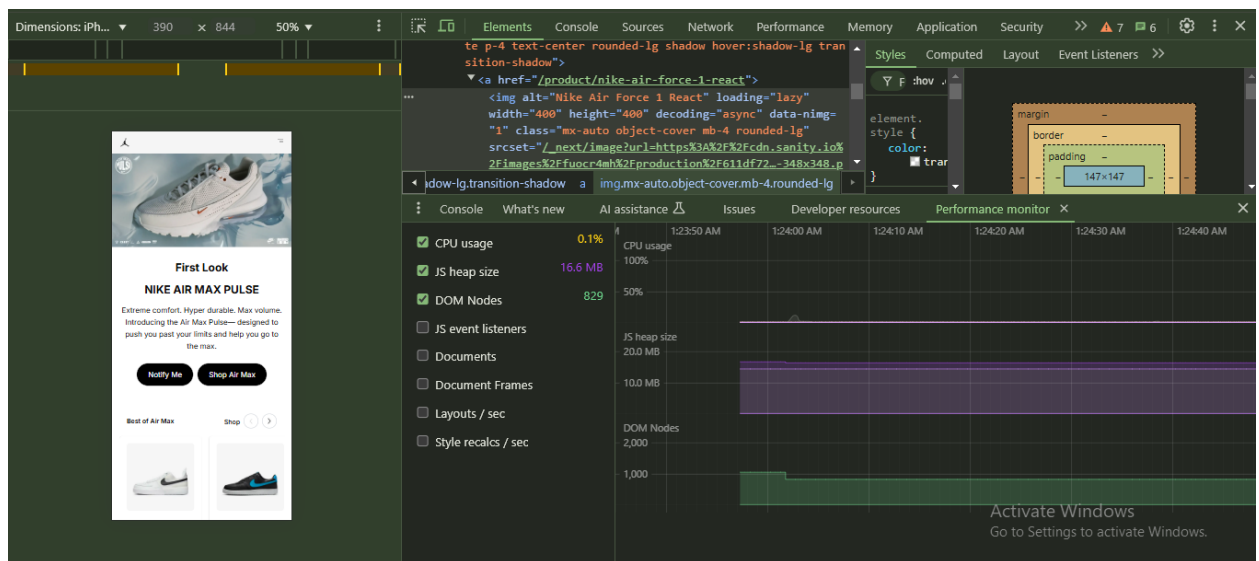 Dimensions: iPh... ▼ 390 × 844 50% ▼
Elements Console Sources Network Performance Memory Application Security 7 6
te p-4 text-center rounded-lg shadow hover:shadow-lg tran
sition-shadow">
▼<a href="/product/nike-air-force-1-react">
<img alt="Nike Air Force 1 React" loading="lazy"
width="400" height="400" decoding="async" data-nimg=
"1" class="mx-auto object-cover mb-4 rounded-lg"
srcset="/_next/image?url=https%3A%2F%2Fcdn.sanity.io%
2Fimages%2Ffuocr4mh%2Fproduction%2F611df72…-348x348.p
dow-lg.transition-shadow a img.mx-auto.object-cover.mb-4.rounded-lg
Styles Computed Layout Event Listeners
F :hov .
element.
style {
color:
tran
}
margin –
border –
padding –
– – – 147×147 – – –
First Look
NIKE AIR MAX PULSE
Extreme comfort. Hyper durable. Max volume.
Introducing the Air Max Pulse— designed to
push you past your limits and help you go to
the max.
Notify Me Shop Air Max
Best of Air Max Shop
Console What's new AI assistance Issues Developer resources Performance monitor
CPU usage 0.1%
JS heap size 16.6 MB
DOM Nodes 829
JS event listeners
Documents
Document Frames
Layouts / sec
Style recalcs / sec
1:23:50 AM 1:24:00 AM 1:24:10 AM 1:24:20 AM 1:24:30 AM 1:24:40 AM
CPU usage
100%
50%
JS heap size
20.0 MB
10.0 MB
DOM Nodes
2,000
1,000
Activate Windows
Go to Settings to activate Windows.